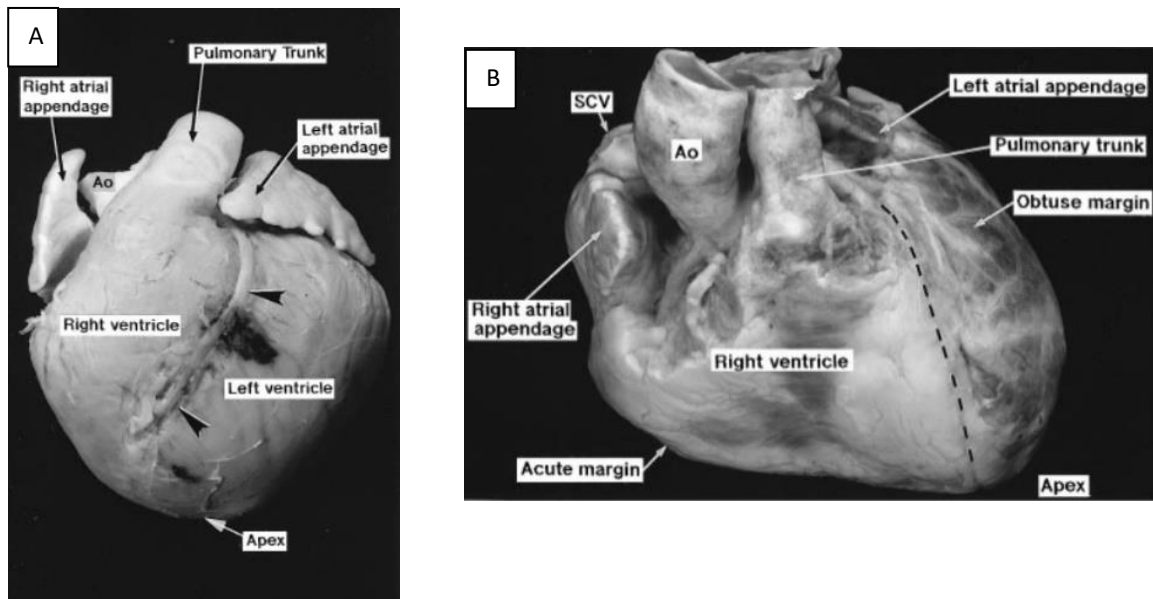 A
Pulmonary Trunk
Right atrial
appendage
Left atrial
appendage
Ao
Right ventricle
Left ventricle
Apex
B
SCV
Left atrial appendage
Ao
Pulmonary trunk
Obtuse margin
Right atrial
appendage
Right ventricle
Acute margin
Apex